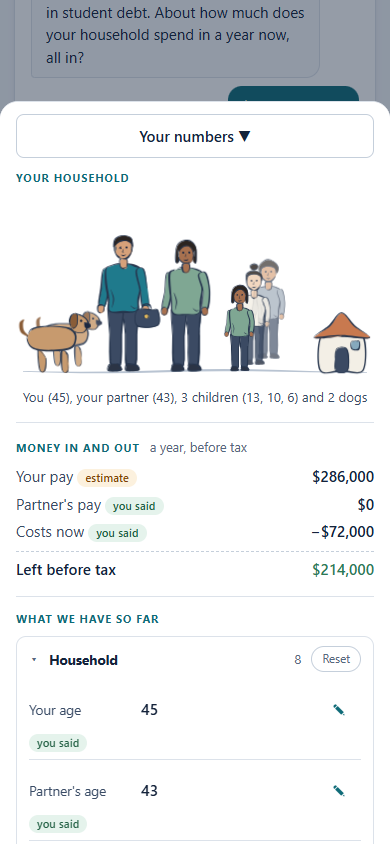 in student debt. About how much does
your household spend in a year now,
all in?
Your numbers ▼
YOUR HOUSEHOLD
You (45), your partner (43), 3 children (13, 10, 6) and 2 dogs
MONEY IN AND OUT a year, before tax
Your pay estimate $286,000
Partner's pay you said $0
Costs now you said –$72,000
Left before tax $214,000
WHAT WE HAVE SO FAR
Household 8 Reset
Your age 45
you said
Partner's age 43
you said